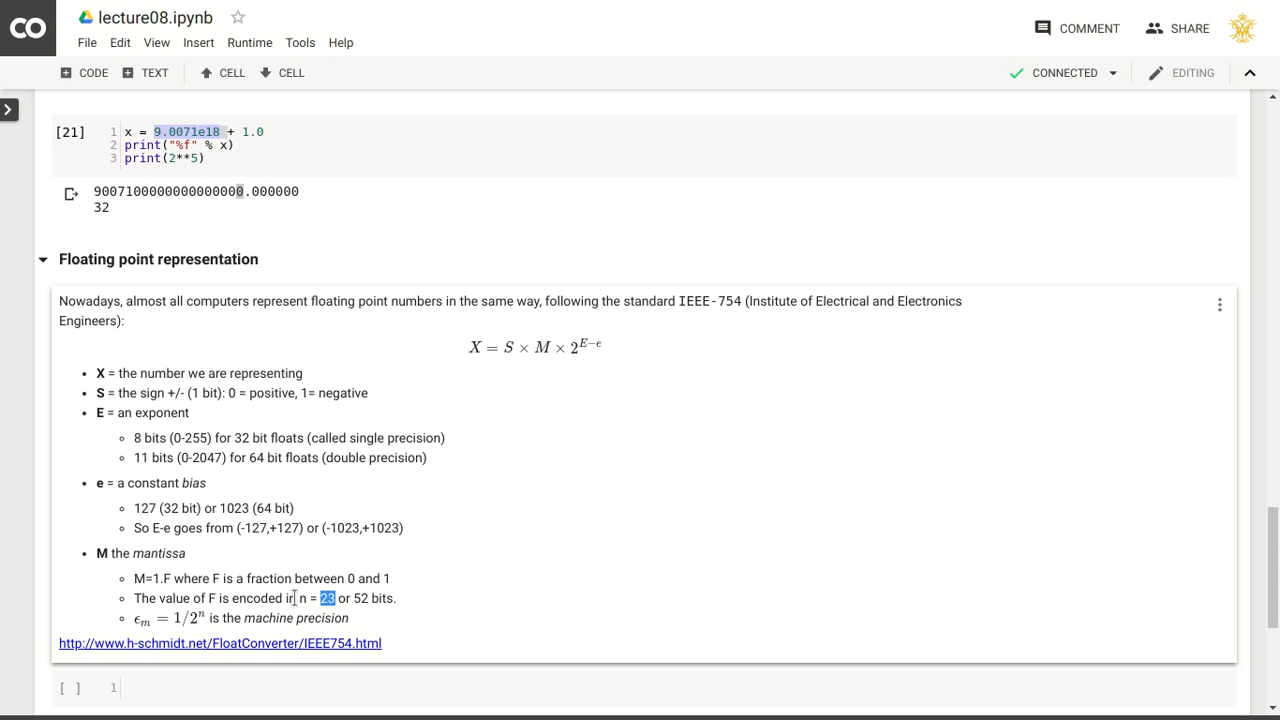 CO
lecture08.ipynb
File Edit View Insert Runtime Tools Help
COMMENT SHARE
CODE TEXT CELL CELL
CONNECTED EDITING
[21]
1 x = 9.0071e18 + 1.0
2 print("%f" % x)
3 print(2**5)
9007100000000000000.000000
32
Floating point representation
Nowadays, almost all computers represent floating point numbers in the same way, following the standard IEEE-754 (Institute of Electrical and Electronics
Engineers):
X = S × M × 2^{E−e}
• X = the number we are representing
• S = the sign +/- (1 bit): 0 = positive, 1= negative
• E = an exponent
◦ 8 bits (0-255) for 32 bit floats (called single precision)
◦ 11 bits (0-2047) for 64 bit floats (double precision)
• e = a constant bias
◦ 127 (32 bit) or 1023 (64 bit)
◦ So E-e goes from (-127,+127) or (-1023,+1023)
• M the mantissa
◦ M=1.F where F is a fraction between 0 and 1
◦ The value of F is encoded in n = 23 or 52 bits.
◦ ϵ_m = 1/2^n is the machine precision
http://www.h-schmidt.net/FloatConverter/IEEE754.html
[ ] 1